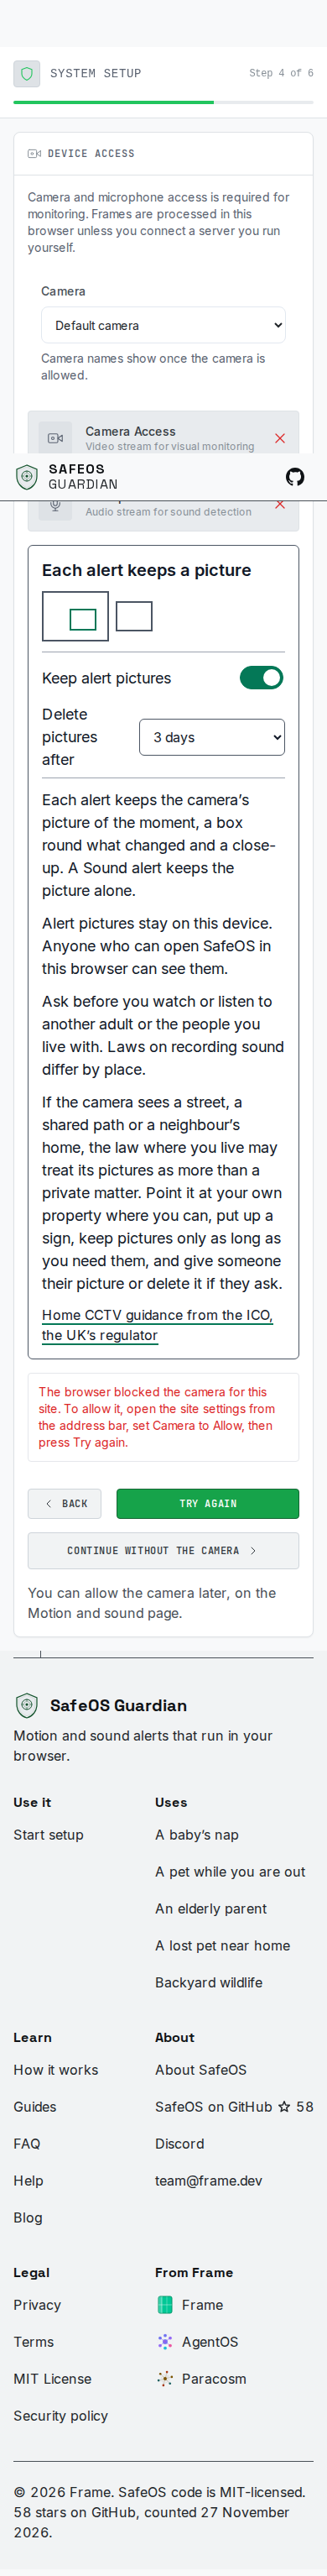 SYSTEM SETUP
Step 4 of 6
DEVICE ACCESS
Camera and microphone access is required for
monitoring. Frames are processed in this
browser unless you connect a server you run
yourself.
Camera
Default camera
Camera names show once the camera is
allowed.
Camera Access
Video stream for visual monitoring
SAFEOS
GUARDIAN
Audio stream for sound detection
Each alert keeps a picture
Keep alert pictures
Delete
pictures
after
3 days
Each alert keeps the camera’s
picture of the moment, a box
round what changed and a close-
up. A Sound alert keeps the
picture alone.
Alert pictures stay on this device.
Anyone who can open SafeOS in
this browser can see them.
Ask before you watch or listen to
another adult or the people you
live with. Laws on recording sound
differ by place.
If the camera sees a street, a
shared path or a neighbour’s
home, the law where you live may
treat its pictures as more than a
private matter. Point it at your own
property where you can, put up a
sign, keep pictures only as long as
you need them, and give someone
their picture or delete it if they ask.
Home CCTV guidance from the ICO,
the UK’s regulator
The browser blocked the camera for this
site. To allow it, open the site settings from
the address bar, set Camera to Allow, then
press Try again.
BACK
TRY AGAIN
CONTINUE WITHOUT THE CAMERA
You can allow the camera later, on the
Motion and sound page.
SafeOS Guardian
Motion and sound alerts that run in your
browser.
Use it
Start setup
Uses
A baby’s nap
A pet while you are out
An elderly parent
A lost pet near home
Backyard wildlife
Learn
How it works
Guides
FAQ
Help
Blog
About
About SafeOS
SafeOS on GitHub ☆ 58
Discord
team@frame.dev
Legal
Privacy
Terms
MIT License
Security policy
From Frame
Frame
AgentOS
Paracosm
© 2026 Frame. SafeOS code is MIT-licensed.
58 stars on GitHub, counted 27 November
2026.